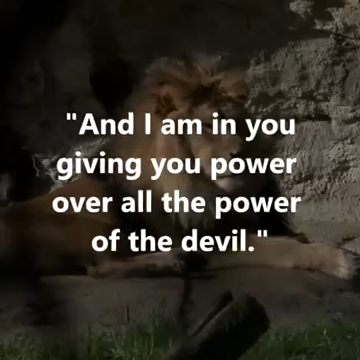 "And I am in you
giving you power
over all the power
of the devil."